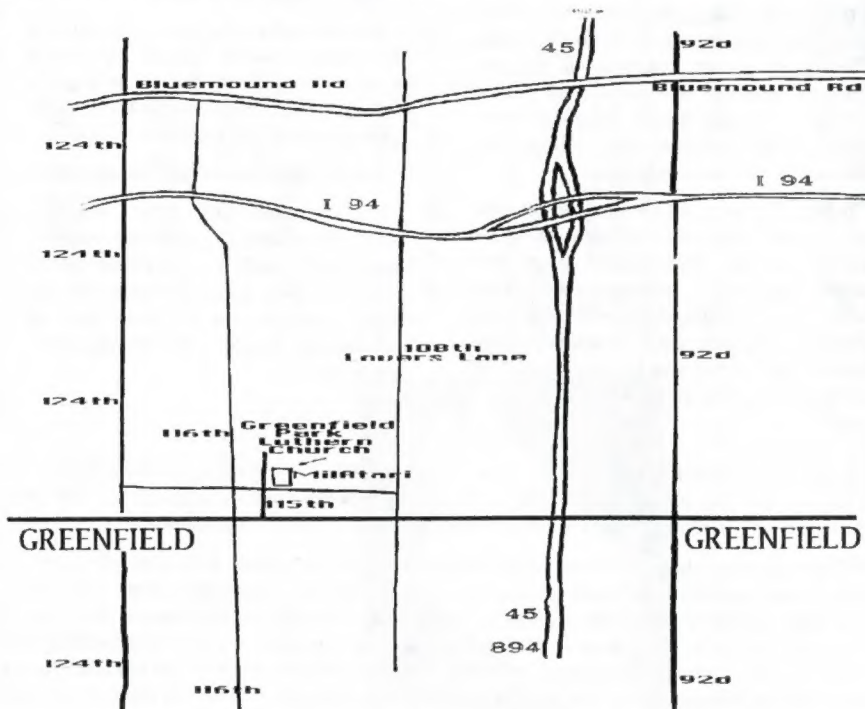 45
92d
Bluemound Rd
Bluemound Rd
124th
I 94
I 94
124th
108th
Lovers Lane
92d
124th
116th
Greenfield
Park
Luthern
Church
MilAtari
115th
GREENFIELD
GREENFIELD
45
894
124th
116th
92d